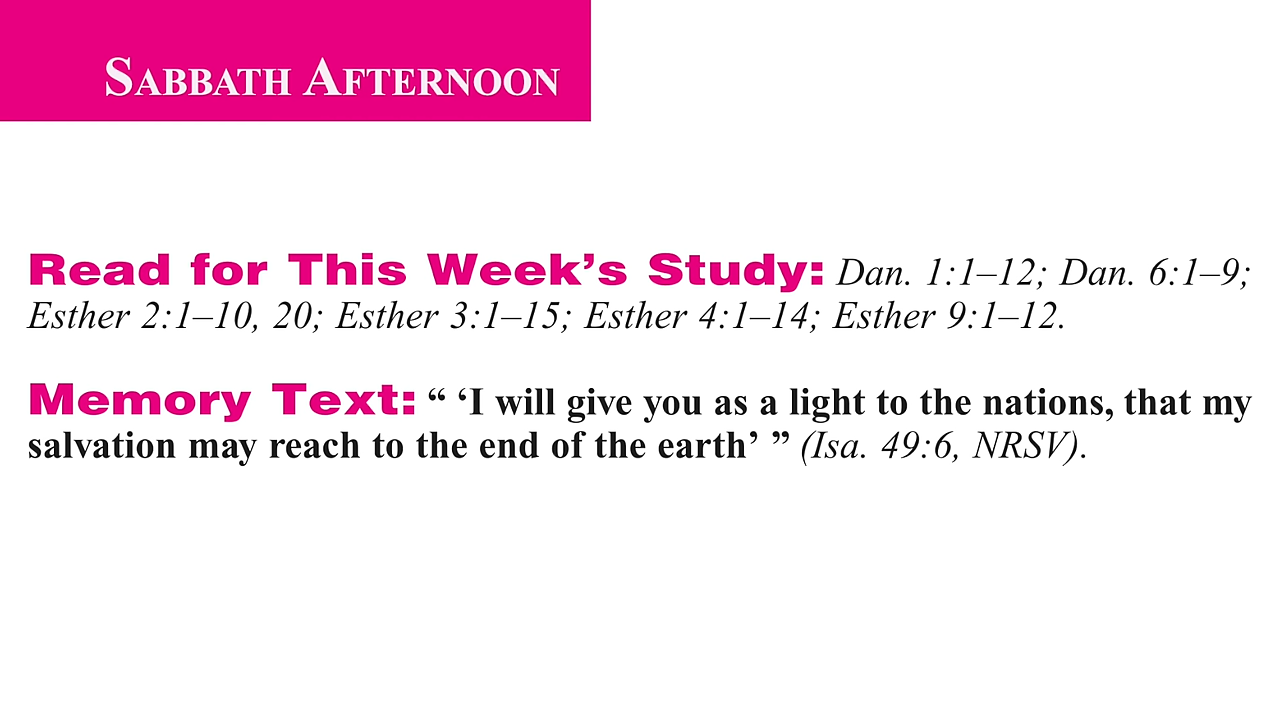 SABBATH AFTERNOON
Read for This Week’s Study: Dan. 1:1–12; Dan. 6:1–9;
Esther 2:1–10, 20; Esther 3:1–15; Esther 4:1–14; Esther 9:1–12.
Memory Text: “ ‘I will give you as a light to the nations, that my
salvation may reach to the end of the earth’ ” (Isa. 49:6, NRSV).